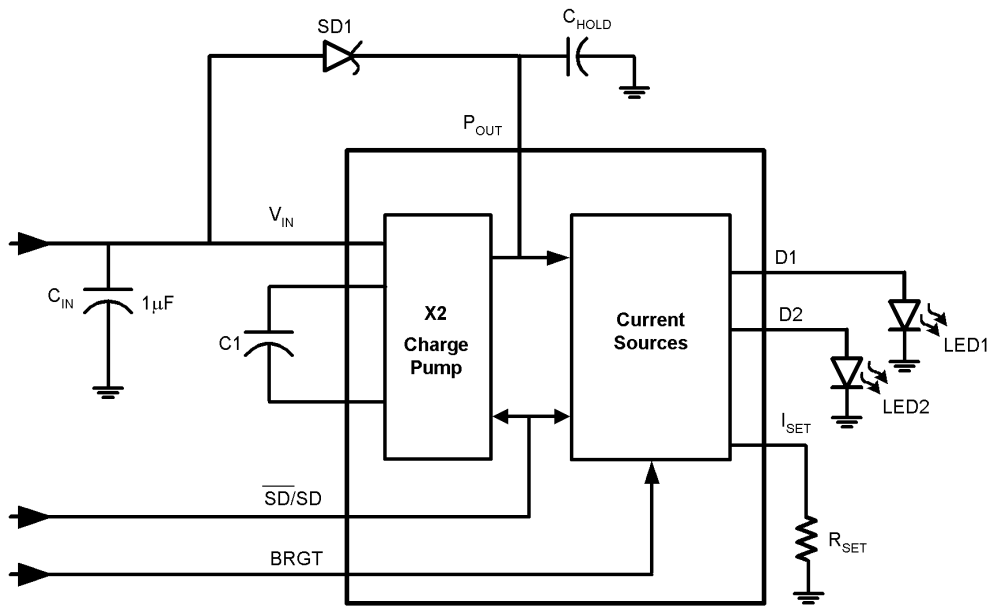 SD1
C_HOLD
P_OUT
V_IN
C_IN
1µF
C1
X2
Charge
Pump
Current
Sources
D1
D2
LED1
LED2
I_SET
S̅D̅/SD
BRGT
R_SET